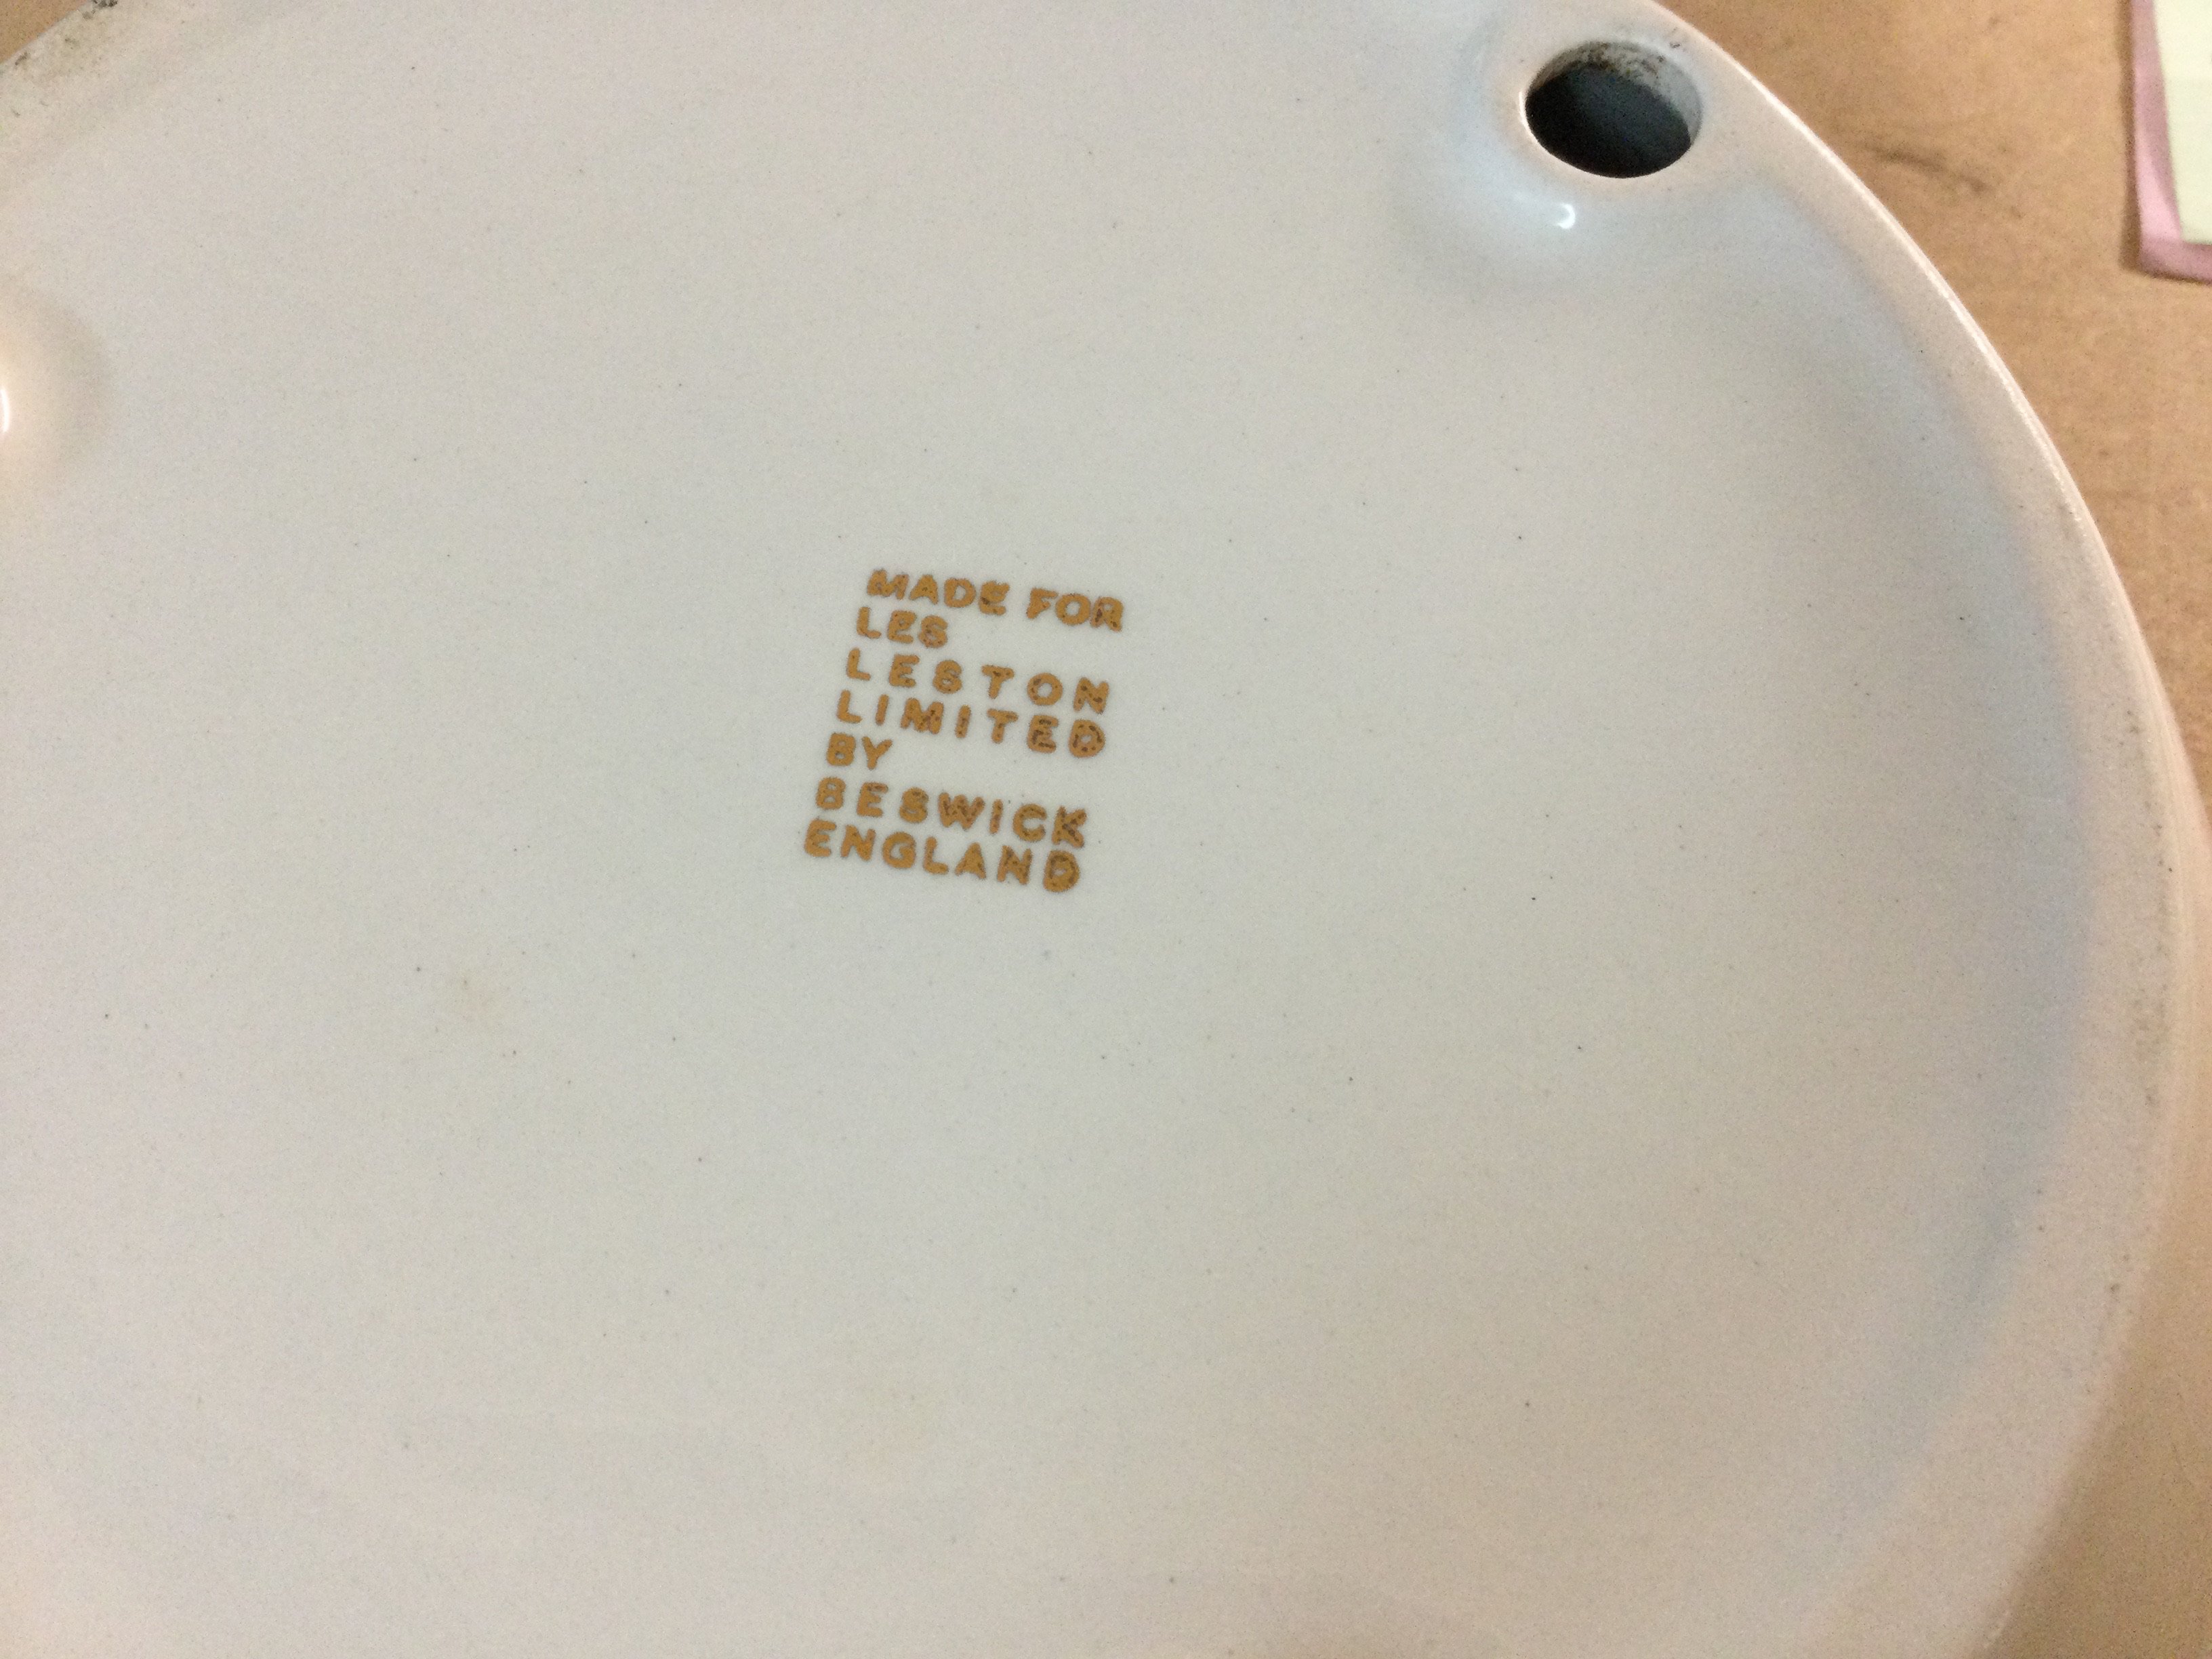 MADE FOR
LES
LESTON
LIMITED
BY
BESWICK
ENGLAND